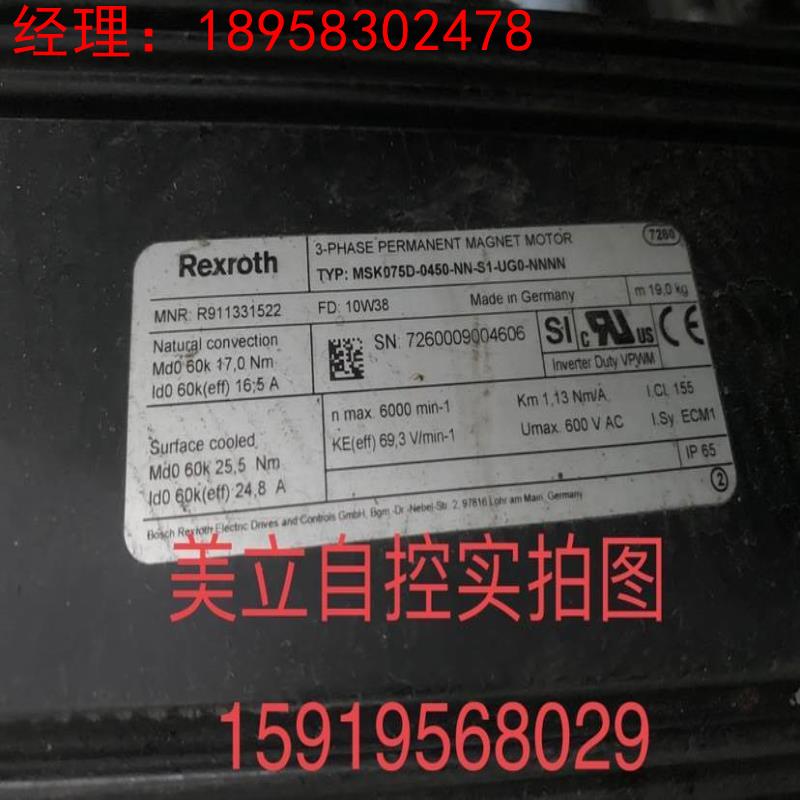 经理：18958302478
Rexroth
3-PHASE PERMANENT MAGNET MOTOR
7260
TYP: MSK075D-0450-NN-S1-UG0-NNNN
MNR: R911331522
FD: 10W38
Made in Germany
m 19,0 kg
Natural convection
Md0 60k 17,0 Nm
Id0 60k(eff) 16,5 A
SN: 7260009004606
SI
c RU us
CE
Inverter Duty VPWM
Surface cooled
Md0 60k 25,5 Nm
Id0 60k(eff) 24,8 A
n max. 6000 min-1
Km 1,13 Nm/A
I.Cl. 155
KE(eff) 69,3 V/min-1
Umax. 600 V AC
I.Sy. ECM1
IP 65
2
Bosch Rexroth Electric Drives and Controls GmbH, Bgm.-Dr.-Nebel-Str. 2, 97816 Lohr am Main, Germany
美立自控实拍图
15919568029